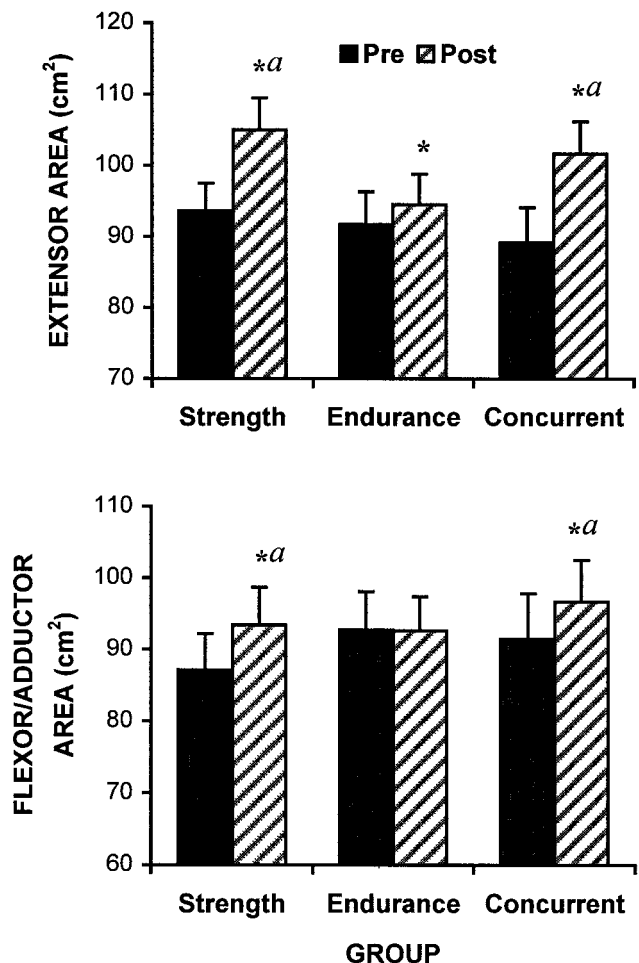 120
110
100
90
80
70
EXTENSOR AREA (cm²)
Pre Post
*a
*
*a
Strength Endurance Concurrent
110
100
90
80
70
60
FLEXOR/ADDUCTOR
AREA (cm²)
*a
*a
Strength Endurance Concurrent
GROUP